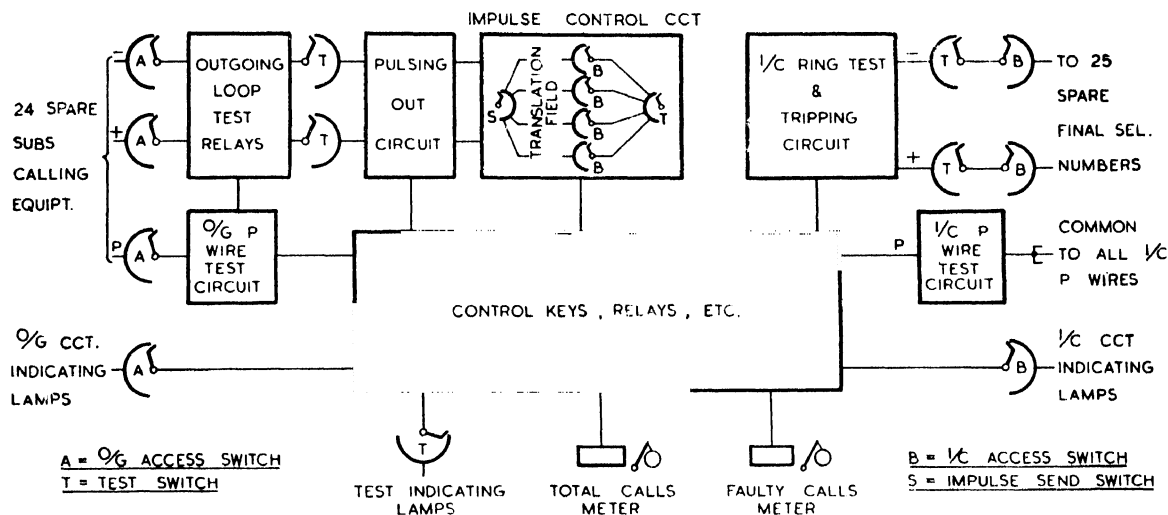 IMPULSE CONTROL CCT
24 SPARE
SUBS
CALLING
EQUIPT.
−
A
+
A
P
A
OUTGOING
LOOP
TEST
RELAYS
T
T
PULSING
OUT
CIRCUIT
S
TRANSLATION
FIELD
B
B
B
B
T
I/C RING TEST
&
TRIPPING
CIRCUIT
−
T
B
+
T
B
TO 25
SPARE
FINAL SEL.
NUMBERS
O/G P
WIRE
TEST
CIRCUIT
P
I/C P
WIRE
TEST
CIRCUIT
COMMON
TO ALL I/C
P WIRES
CONTROL KEYS, RELAYS, ETC.
O/G CCT.
INDICATING
LAMPS
A
B
I/C CCT
INDICATING
LAMPS
T
TEST INDICATING
LAMPS
TOTAL CALLS
METER
FAULTY CALLS
METER
A = O/G ACCESS SWITCH
T = TEST SWITCH
B = I/C ACCESS SWITCH
S = IMPULSE SEND SWITCH